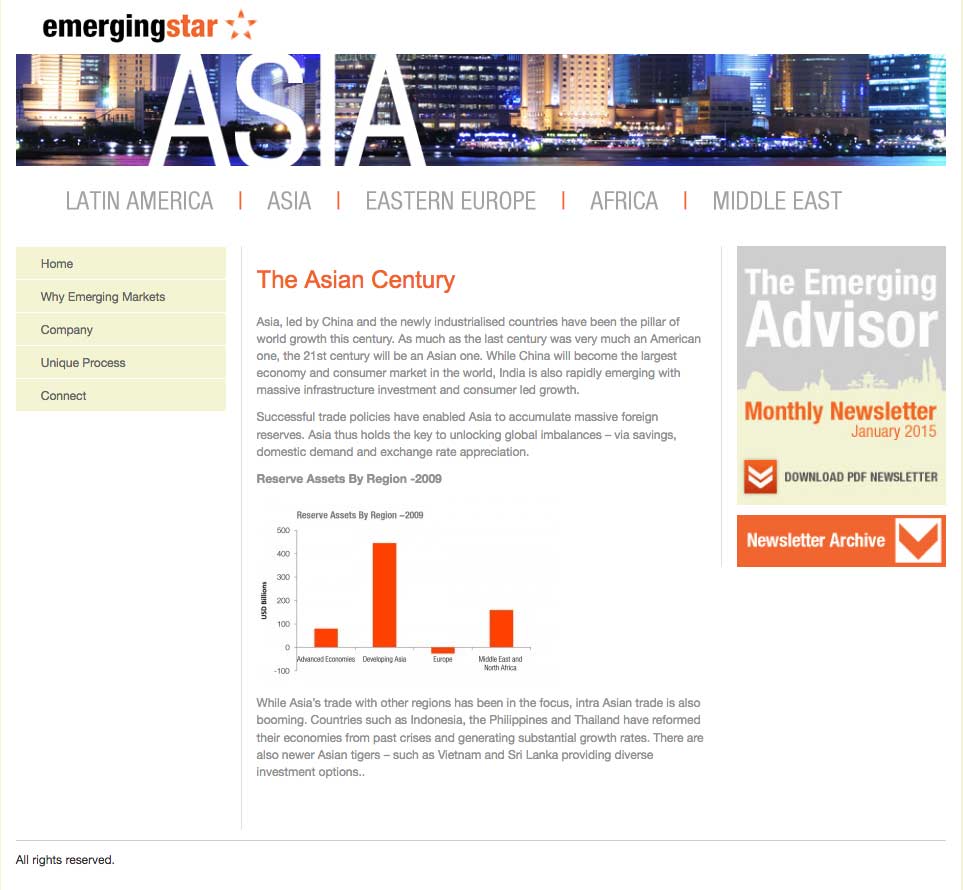 emergingstar
ASIA
LATIN AMERICA | ASIA | EASTERN EUROPE | AFRICA | MIDDLE EAST
Home
Why Emerging Markets
Company
Unique Process
Connect
The Asian Century
Asia, led by China and the newly industrialised countries have been the pillar of
world growth this century. As much as the last century was very much an American
one, the 21st century will be an Asian one. While China will become the largest
economy and consumer market in the world, India is also rapidly emerging with
massive infrastructure investment and consumer led growth.
Successful trade policies have enabled Asia to accumulate massive foreign
reserves. Asia thus holds the key to unlocking global imbalances – via savings,
domestic demand and exchange rate appreciation.
Reserve Assets By Region -2009
Reserve Assets By Region –2009
USD Billions
500
400
300
200
100
0
-100
Advanced Economies
Developing Asia
Europe
Middle East and
North Africa
While Asia's trade with other regions has been in the focus, intra Asian trade is also
booming. Countries such as Indonesia, the Philippines and Thailand have reformed
their economies from past crises and generating substantial growth rates. There are
also newer Asian tigers – such as Vietnam and Sri Lanka providing diverse
investment options..
The Emerging
Advisor
Monthly Newsletter
January 2015
DOWNLOAD PDF NEWSLETTER
Newsletter Archive
All rights reserved.